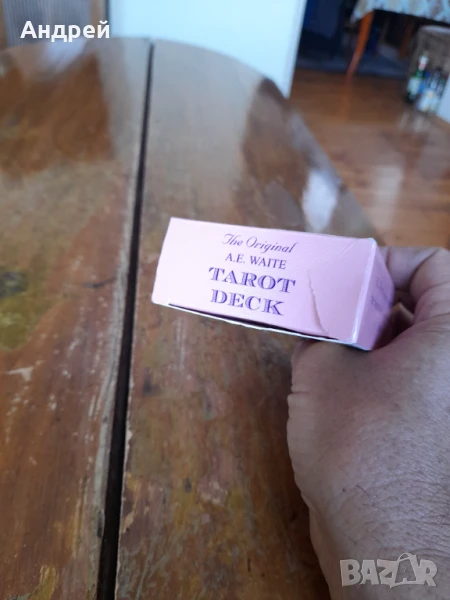 Андрей
The Original
A.E. WAITE
TAROT
DECK
BAZAR